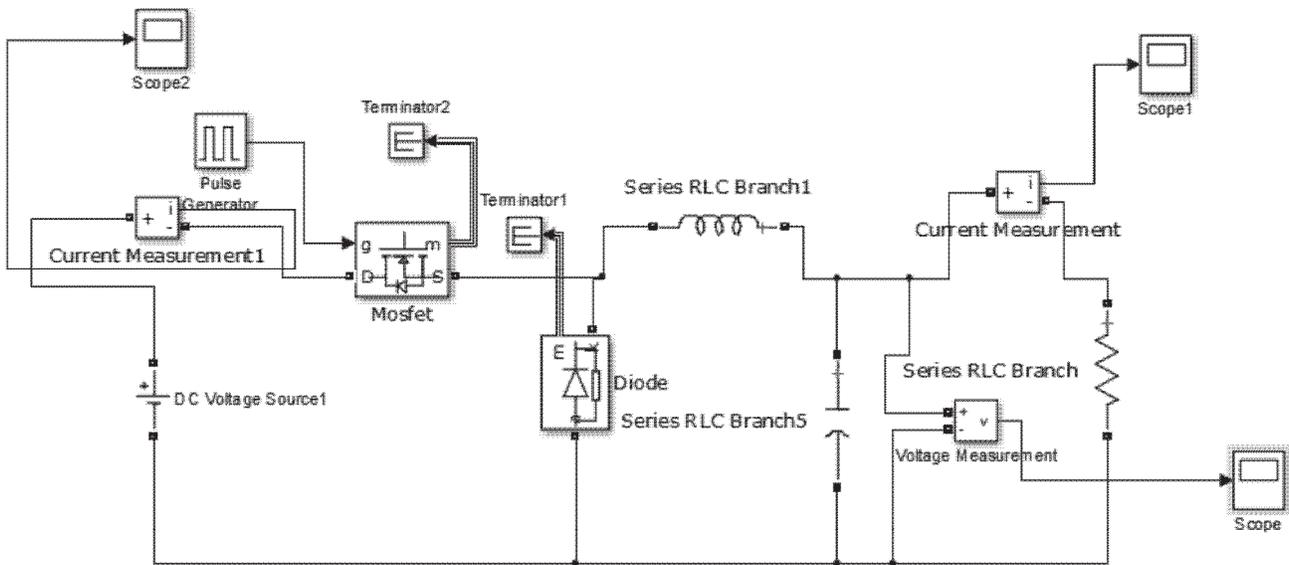 Scope2
Scope1
Terminator2
Pulse
Generator
Series RLC Branch1
Terminator1
+
i
-
+
i
-
Current Measurement1
Current Measurement
g
m
D
S
Mosfet
E
Diode
Series RLC Branch5
Series RLC Branch
+
DC Voltage Source1
+
-
v
Voltage Measurement
Scope